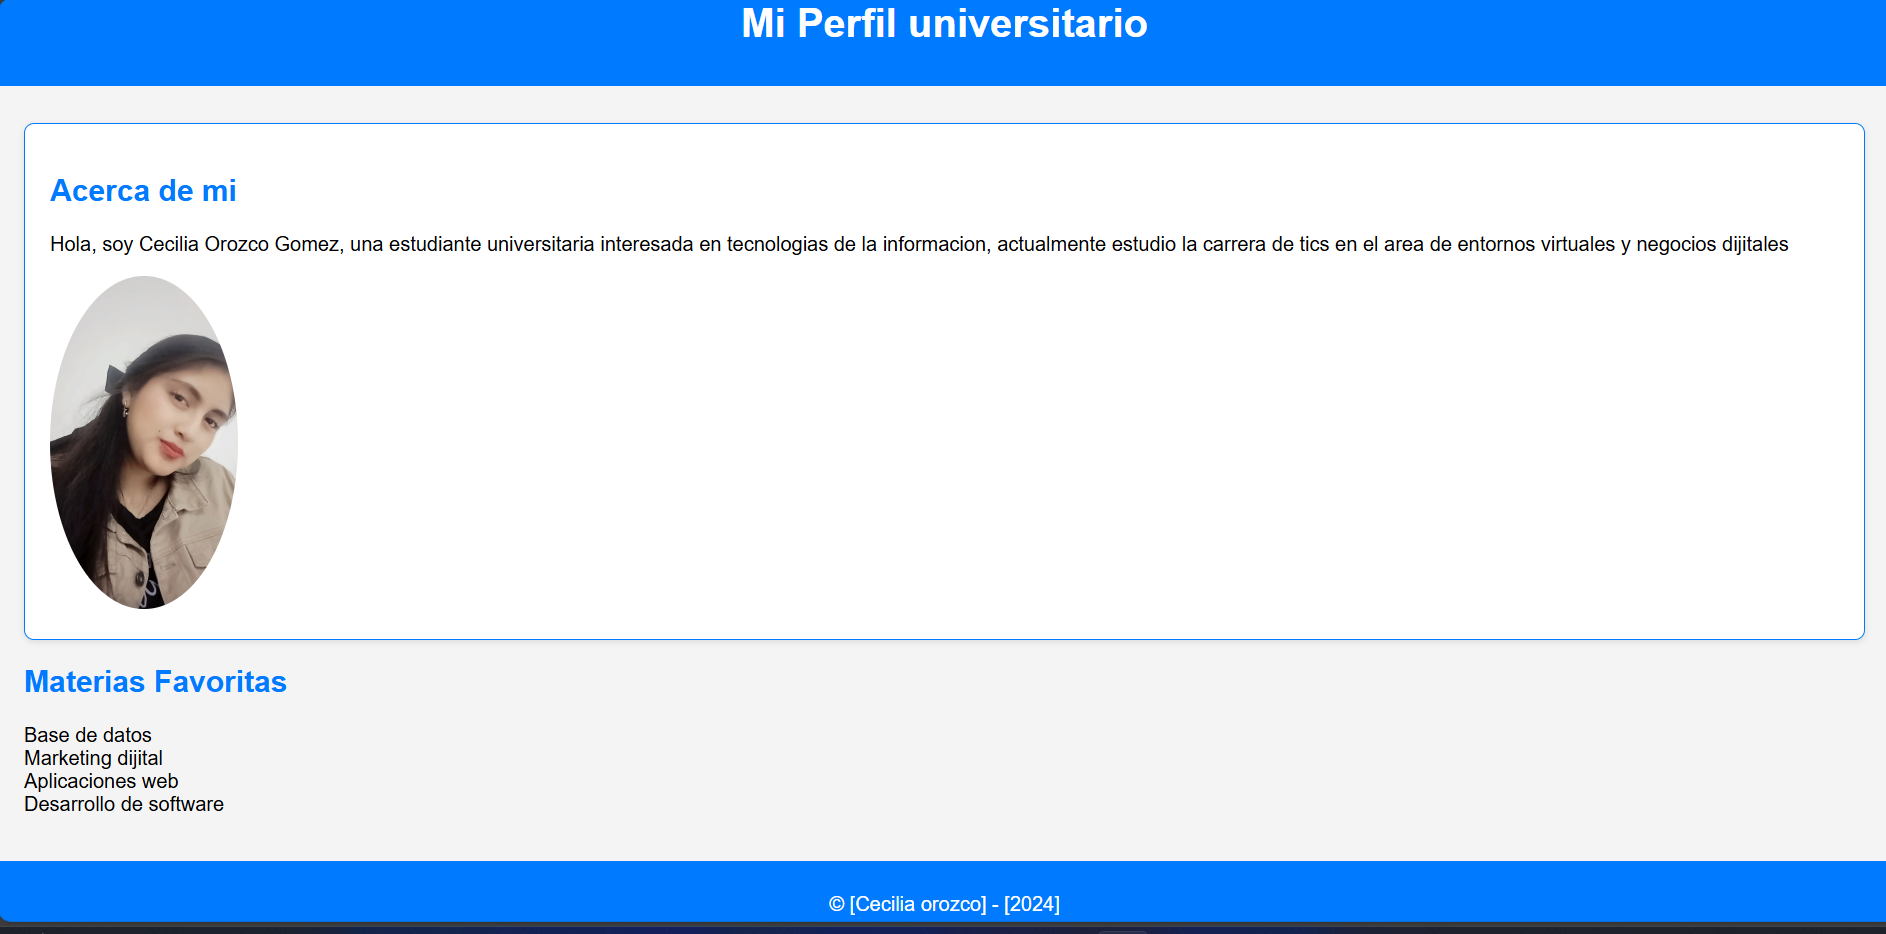 Mi Perfil universitario
Acerca de mi
Hola, soy Cecilia Orozco Gomez, una estudiante universitaria interesada en tecnologias de la informacion, actualmente estudio la carrera de tics en el area de entornos virtuales y negocios dijitales
Materias Favoritas
Base de datos
Marketing dijital
Aplicaciones web
Desarrollo de software
© [Cecilia orozco] - [2024]